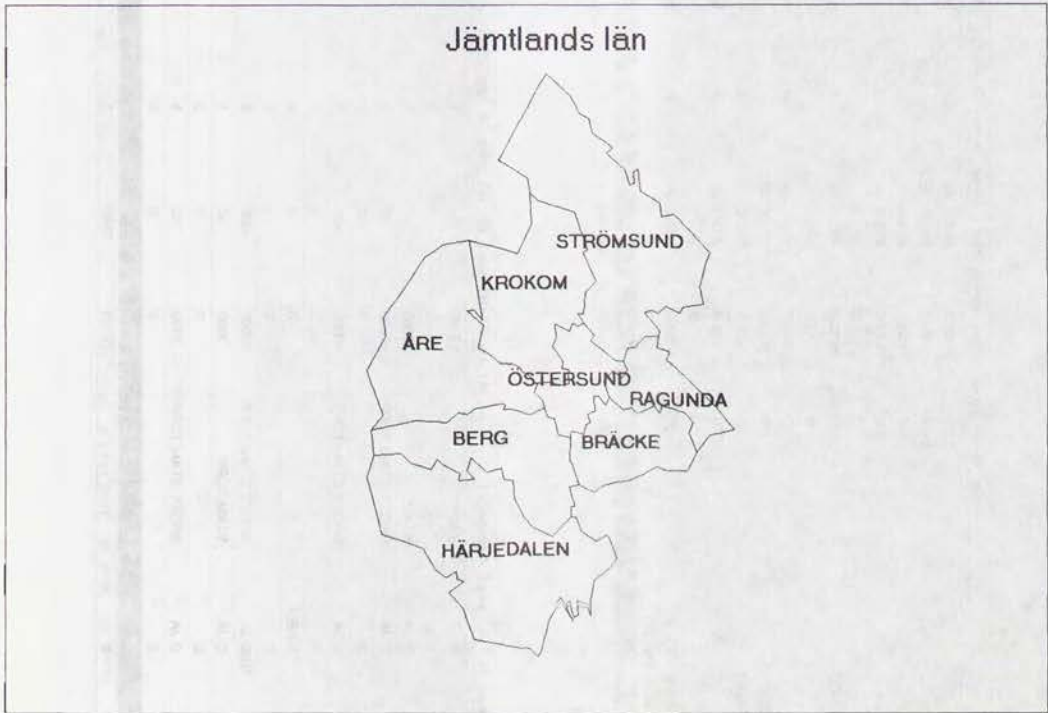 Jämtlands län
STRÖMSUND
KROKOM
ÅRE
ÖSTERSUND
RAGUNDA
BERG
BRÄCKE
HÄRJEDALEN